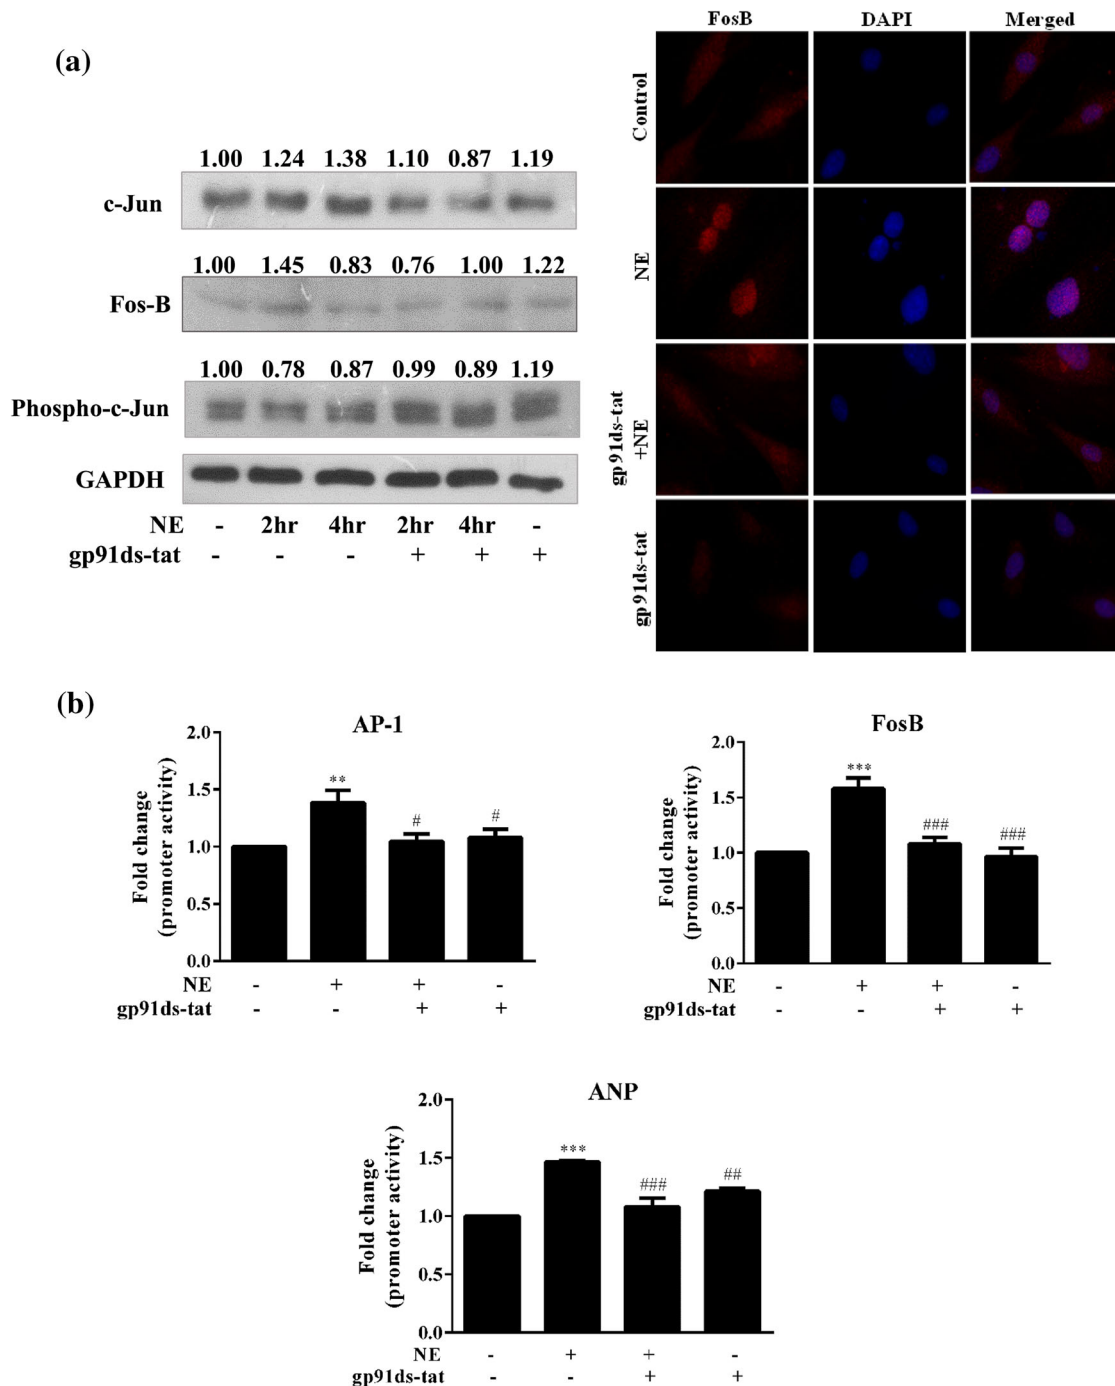 (a)
1.00 1.24 1.38 1.10 0.87 1.19
c-Jun
1.00 1.45 0.83 0.76 1.00 1.22
Fos-B
1.00 0.78 0.87 0.99 0.89 1.19
Phospho-c-Jun
GAPDH
NE - 2hr 4hr 2hr 4hr -
gp91ds-tat - - - + + +
FosB DAPI Merged
Control
NE
gp91ds-tat
+NE
gp91ds-tat
(b)
AP-1
Fold change
(promoter activity)
2.0
1.5
1.0
0.5
0.0
**
#
#
NE - + + -
gp91ds-tat - - + +
FosB
Fold change
(promoter activity)
2.0
1.5
1.0
0.5
0.0
***
###
###
NE - + + -
gp91ds-tat - - + +
ANP
Fold change
(promoter activity)
2.0
1.5
1.0
0.5
0.0
***
###
##
NE - + + -
gp91ds-tat - - + +